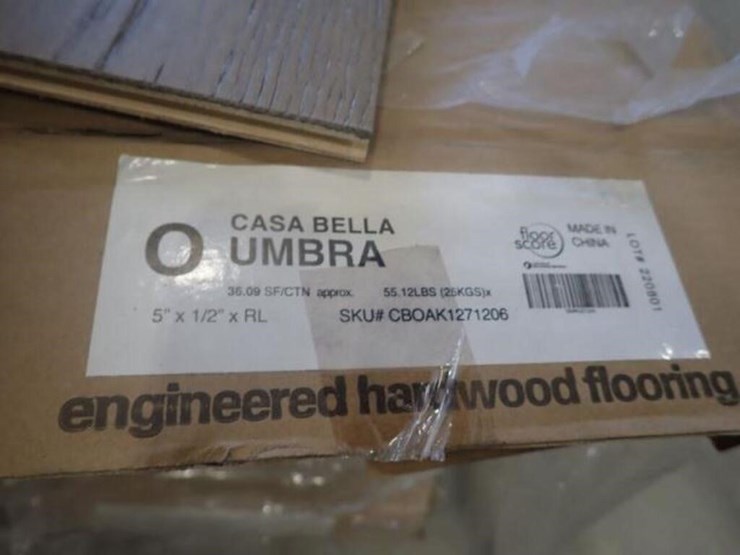 O
CASA BELLA
UMBRA
36.09 SF/CTN approx. 55.12LBS (25KGS)x
5" x 1/2" x RL
SKU# CBOAK1271206
floor
score
MADE IN
CHINA
LOT# 220801
engineered hardwood flooring